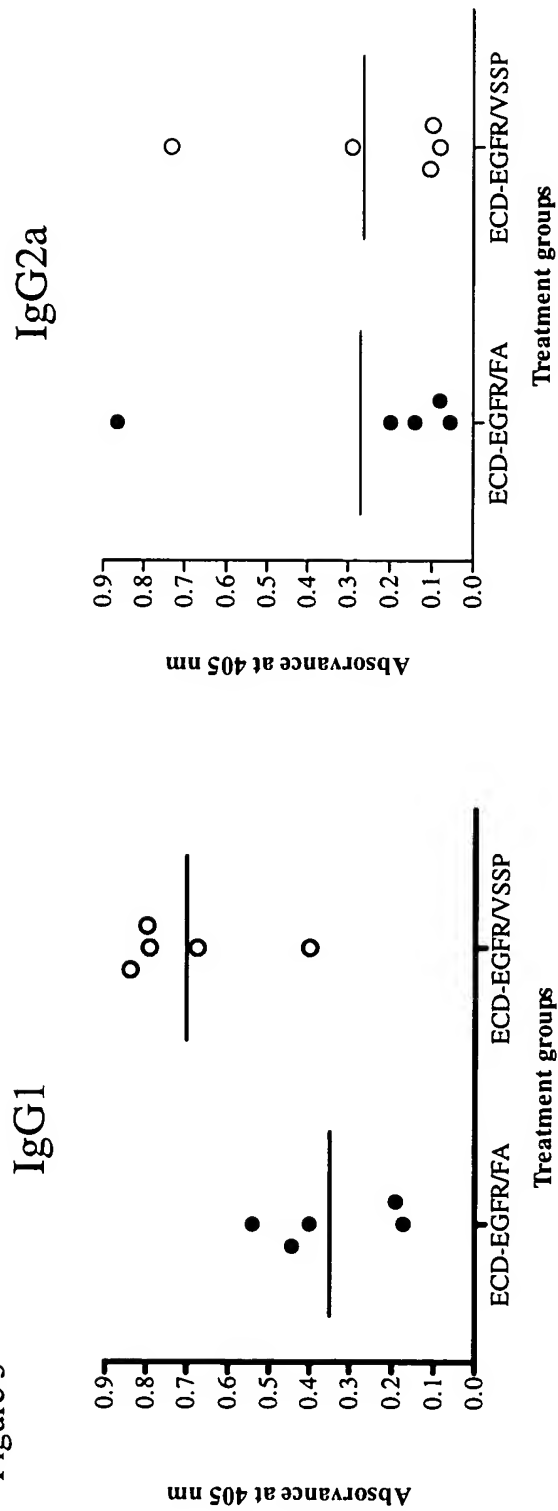 Figure
IgG1
Absorvance at 405 nm
0.9
0.8
0.7
0.6
0.5
0.4
0.3
0.2
0.1
0.0
ECD-EGFR/FA
ECD-EGFR/VSSP
Treatment groups
IgG2a
Absorvance at 405 nm
0.9
0.8
0.7
0.6
0.5
0.4
0.3
0.2
0.1
0.0
ECD-EGFR/FA
ECD-EGFR/VSSP
Treatment groups